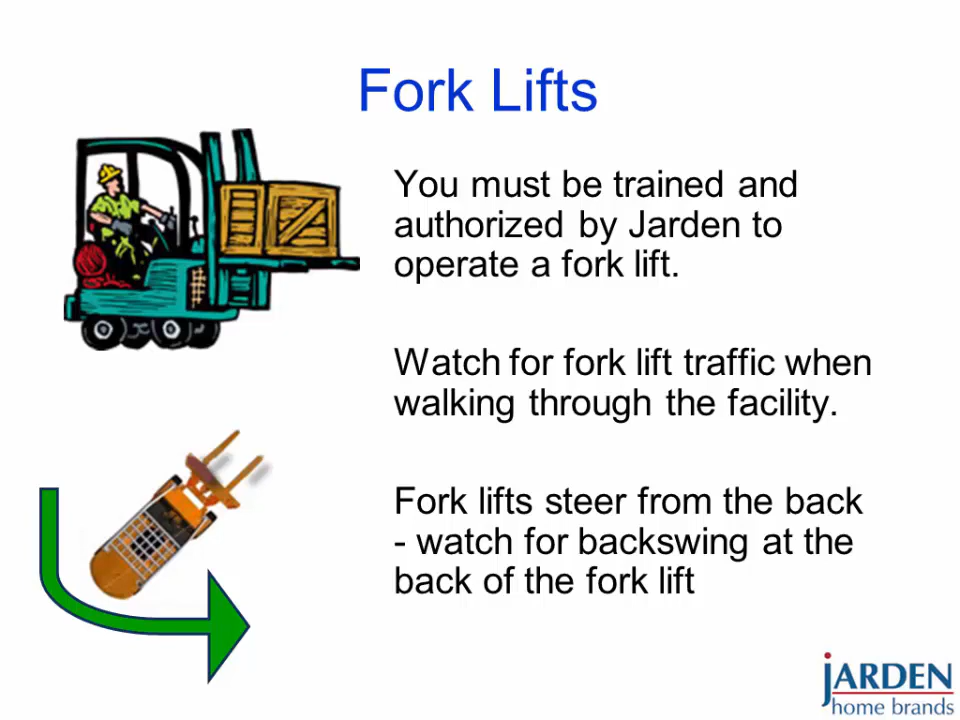 Fork Lifts
You must be trained and
authorized by Jarden to
operate a fork lift.
Watch for fork lift traffic when
walking through the facility.
Fork lifts steer from the back
- watch for backswing at the
back of the fork lift
jARDEN
home brands